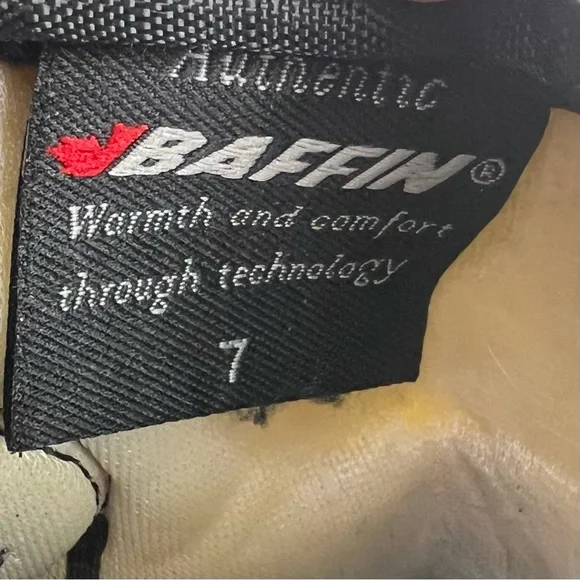 Authentic
BAFFIN®
Warmth and comfort
through technology
7